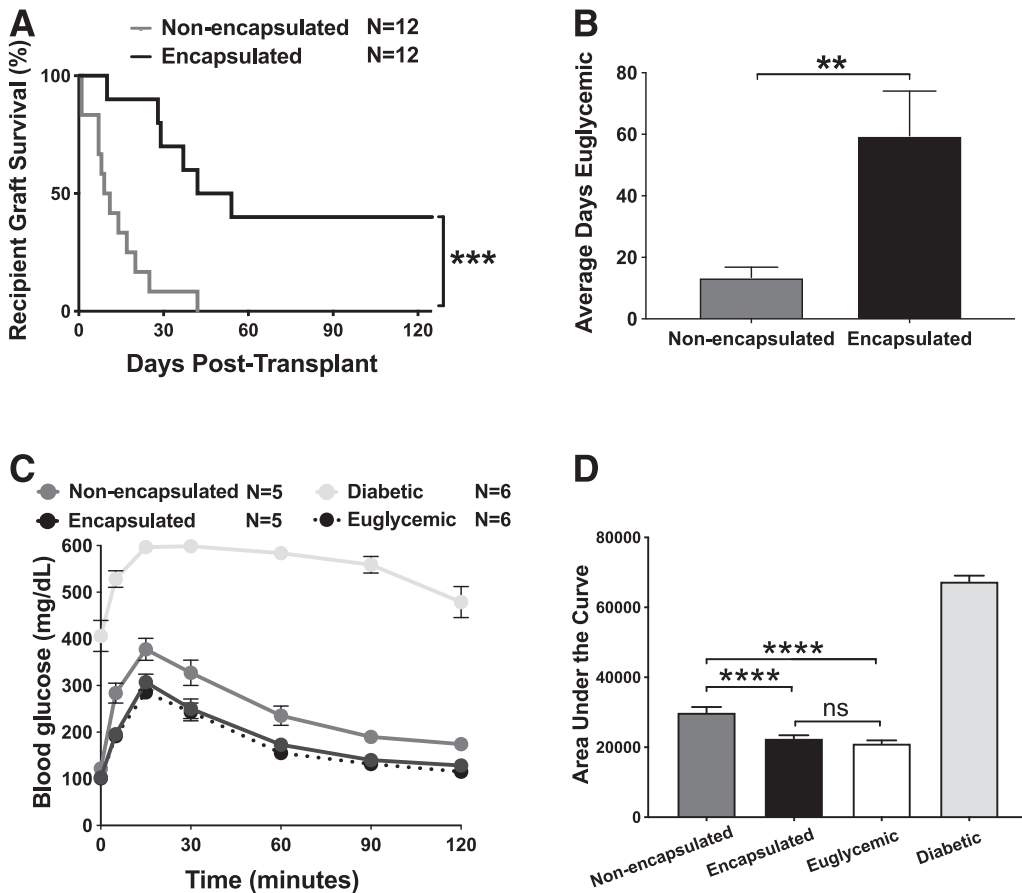 A
Non-encapsulated N=12
Encapsulated N=12
Recipient Graft Survival (%)
100
50
0
***
0 30 60 90 120
Days Post-Transplant
B
**
Average Days Euglycemic
80
60
40
20
0
Non-encapsulated Encapsulated
C
Non-encapsulated N=5 Diabetic N=6
Encapsulated N=5 Euglycemic N=6
Blood glucose (mg/dL)
600
500
400
300
200
100
0
0 30 60 90 120
Time (minutes)
D
Area Under the Curve
80000
60000
40000
20000
0
****
****
ns
Non-encapsulated Encapsulated Euglycemic Diabetic